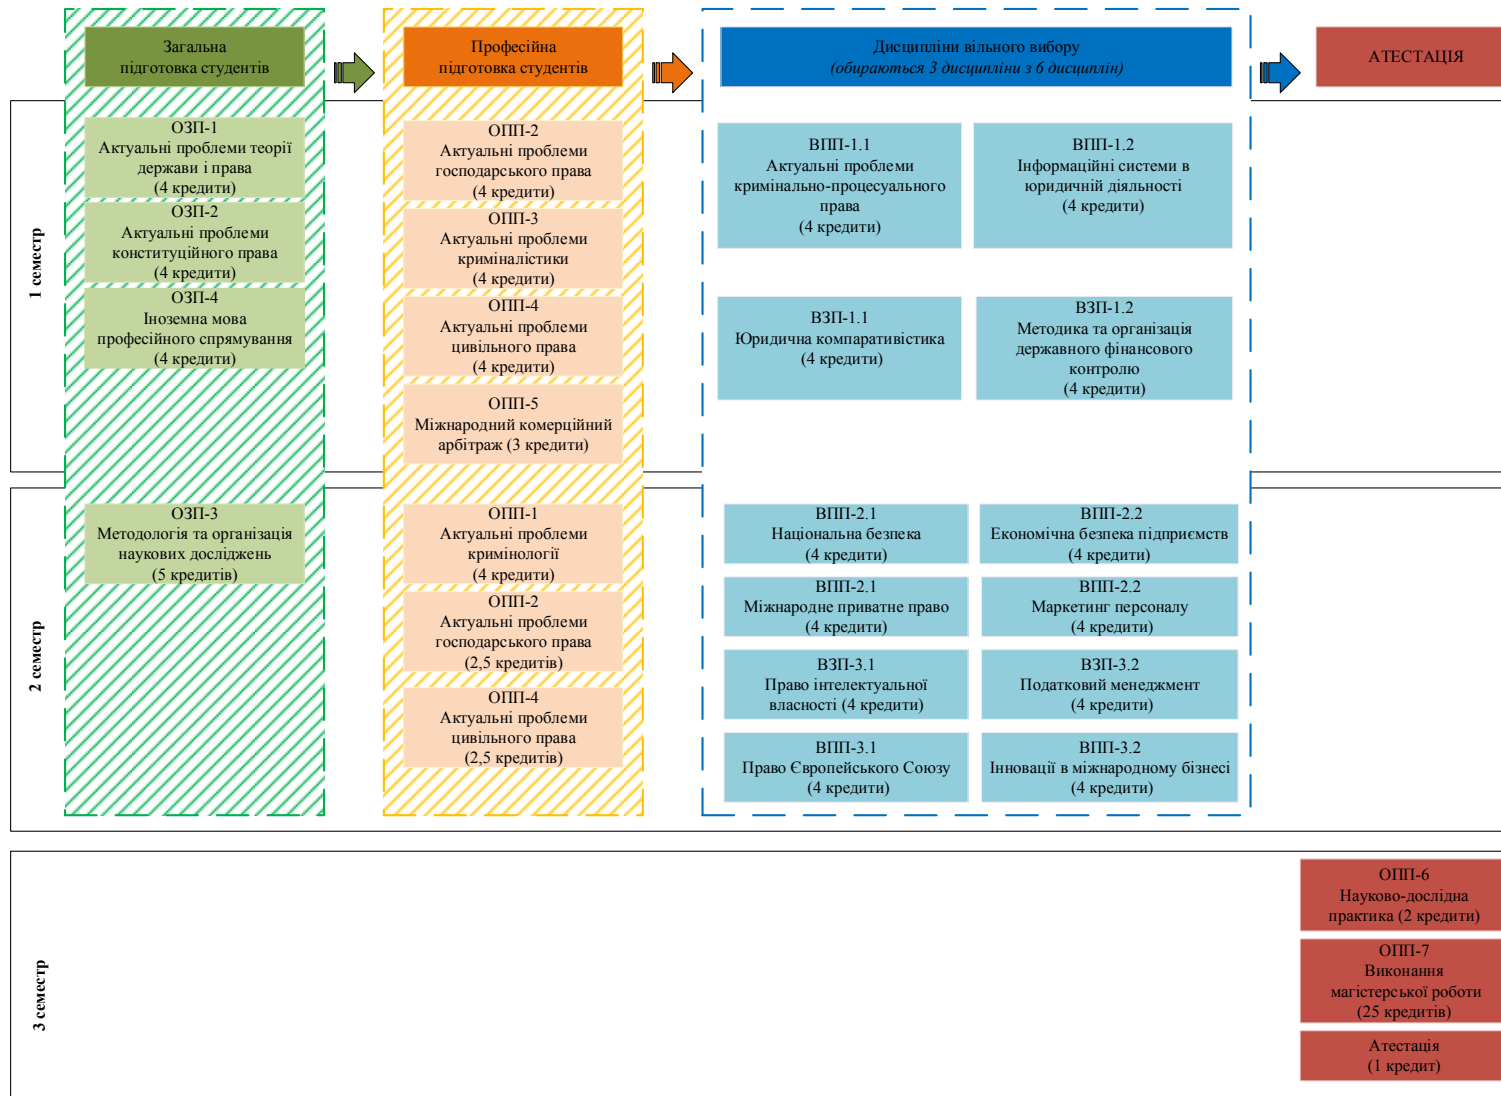 Загальна
підготовка студентів
Професійна
підготовка студентів
Дисципліни вільного вибору
(обираються 3 дисципліни з 6 дисциплін)
АТЕСТАЦІЯ
1 семестр
ОЗП-1
Актуальні проблеми теорії
держави і права
(4 кредити)
ОЗП-2
Актуальні проблеми
конституційного права
(4 кредити)
ОЗП-4
Іноземна мова
професійного спрямування
(4 кредити)
ОПП-2
Актуальні проблеми
господарського права
(4 кредити)
ОПП-3
Актуальні проблеми
криміналістики
(4 кредити)
ОПП-4
Актуальні проблеми
цивільного права
(4 кредити)
ОПП-5
Міжнародний комерційний
арбітраж (3 кредити)
ВПП-1.1
Актуальні проблеми
кримінально-процесуального
права
(4 кредити)
ВПП-1.2
Інформаційні системи в
юридичній діяльності
(4 кредити)
ВЗП-1.1
Юридична компаративістика
(4 кредити)
ВЗП-1.2
Методика та організація
державного фінансового
контролю
(4 кредити)
2 семестр
ОЗП-3
Методологія та організація
наукових досліджень
(5 кредитів)
ОПП-1
Актуальні проблеми
кримінології
(4 кредити)
ОПП-2
Актуальні проблеми
господарського права
(2,5 кредитів)
ОПП-4
Актуальні проблеми
цивільного права
(2,5 кредитів)
ВПП-2.1
Національна безпека
(4 кредити)
ВПП-2.2
Економічна безпека підприємств
(4 кредити)
ВПП-2.1
Міжнародне приватне право
(4 кредити)
ВПП-2.2
Маркетинг персоналу
(4 кредити)
ВЗП-3.1
Право інтелектуальної
власності (4 кредити)
ВЗП-3.2
Податковий менеджмент
(4 кредити)
ВПП-3.1
Право Європейського Союзу
(4 кредити)
ВПП-3.2
Інновації в міжнародному бізнесі
(4 кредити)
3 семестр
ОПП-6
Науково-дослідна
практика (2 кредити)
ОПП-7
Виконання
магістерської роботи
(25 кредитів)
Атестація
(1 кредит)